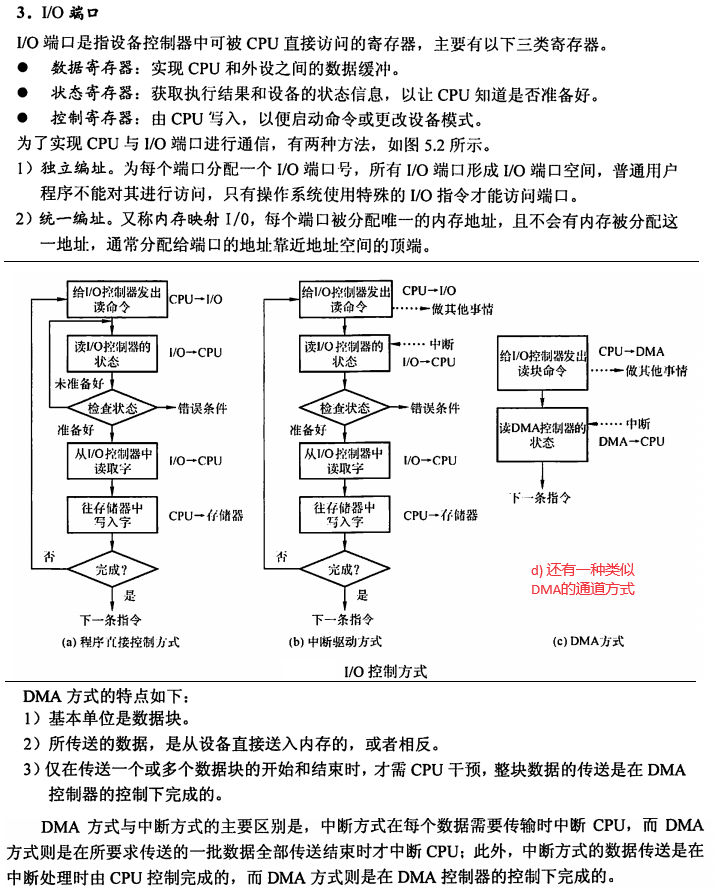 3. I/O 端口
I/O 端口是指设备控制器中可被 CPU 直接访问的寄存器，主要有以下三类寄存器。
● 数据寄存器：实现 CPU 和外设之间的数据缓冲。
● 状态寄存器：获取执行结果和设备的状态信息，以让 CPU 知道是否准备好。
● 控制寄存器：由 CPU 写入，以便启动命令或更改设备模式。
为了实现 CPU 与 I/O 端口进行通信，有两种方法，如图 5.2 所示。
1）独立编址。为每个端口分配一个 I/O 端口号，所有 I/O 端口形成 I/O 端口空间，普通用户
程序不能对其进行访问，只有操作系统使用特殊的 I/O 指令才能访问端口。
2）统一编址。又称内存映射 I/O，每个端口被分配唯一的内存地址，且不会有内存被分配这
一地址，通常分配给端口的地址靠近地址空间的顶端。
给I/O控制器发出
读命令
CPU→I/O
读I/O控制器的
状态
I/O→CPU
未准备好
检查状态
错误条件
准备好
从I/O控制器中
读取字
I/O→CPU
往存储器中
写入字
CPU→存储器
否
完成?
是
下一条指令
(a) 程序直接控制方式
给I/O控制器发出
读命令
CPU→I/O
做其他事情
读I/O控制器的
状态
中断
I/O→CPU
检查状态
错误条件
准备好
从I/O控制器中
读取字
I/O→CPU
往存储器中
写入字
CPU→存储器
否
完成?
是
下一条指令
(b) 中断驱动方式
给I/O控制器发出
读块命令
CPU→DMA
做其他事情
读DMA控制器的
状态
中断
DMA→CPU
下一条指令
d) 还有一种类似
DMA的通道方式
(c) DMA方式
I/O 控制方式
DMA 方式的特点如下：
1）基本单位是数据块。
2）所传送的数据，是从设备直接送入内存的，或者相反。
3）仅在传送一个或多个数据块的开始和结束时，才需 CPU 干预，整块数据的传送是在 DMA
控制器的控制下完成的。
DMA 方式与中断方式的主要区别是，中断方式在每个数据需要传输时中断 CPU，而 DMA
方式则是在所要求传送的一批数据全部传送结束时才中断 CPU；此外，中断方式的数据传送是在
中断处理时由 CPU 控制完成的，而 DMA 方式则是在 DMA 控制器的控制下完成的。